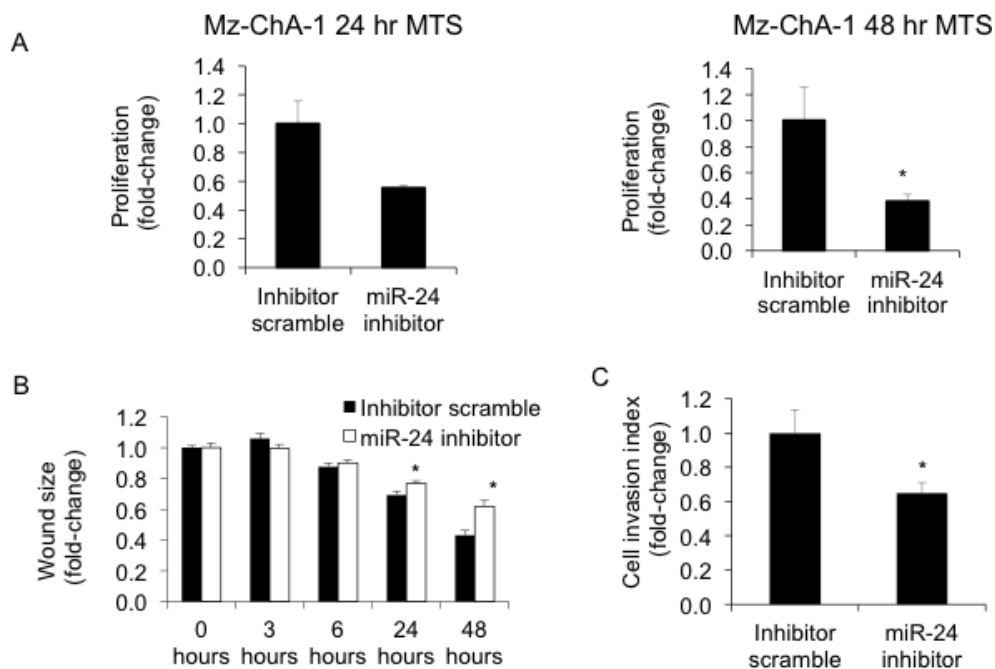 A
Mz-ChA-1 24 hr MTS
Proliferation
(fold-change)
1.4
1.2
1.0
0.8
0.6
0.4
0.2
0.0
Inhibitor
scramble
miR-24
inhibitor
Mz-ChA-1 48 hr MTS
Proliferation
(fold-change)
1.4
1.2
1.0
0.8
0.6
0.4
0.2
0.0
*
Inhibitor
scramble
miR-24
inhibitor
B
Inhibitor scramble
miR-24 inhibitor
Wound size
(fold-change)
1.2
1.0
0.8
0.6
0.4
0.2
0.0
*
*
0
hours
3
hours
6
hours
24
hours
48
hours
C
Cell invasion index
(fold-change)
1.2
1.0
0.8
0.6
0.4
0.2
0.0
*
Inhibitor
scramble
miR-24
inhibitor